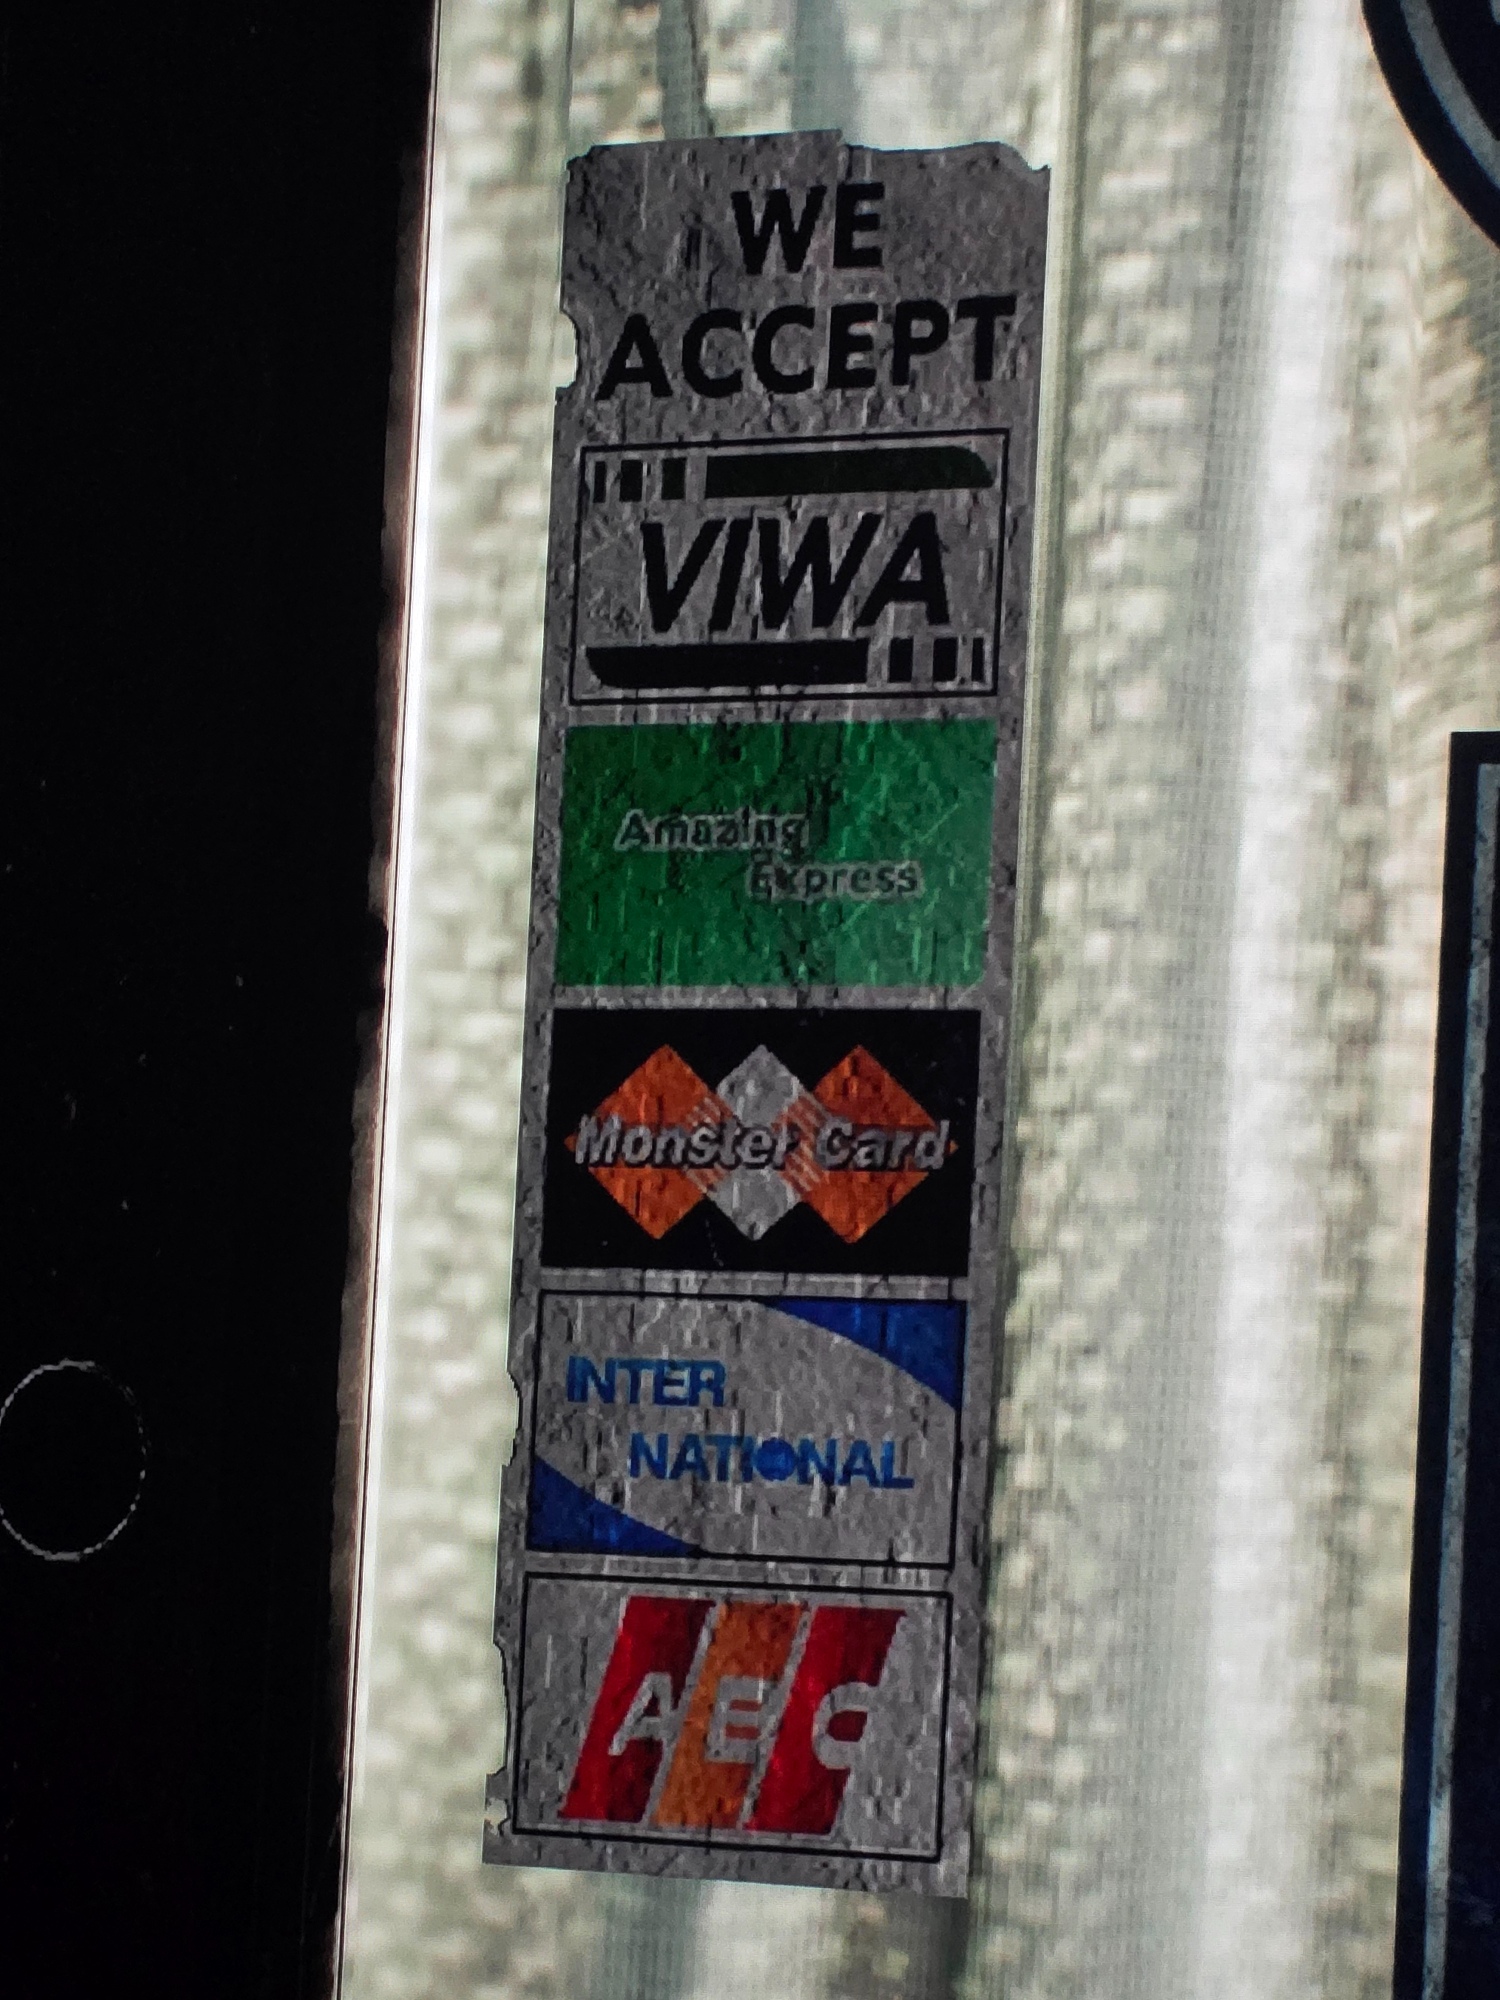 WE
ACCEPT
VIWA
Amazing
Express
Monster Card
INTER
NATIONAL
AEC